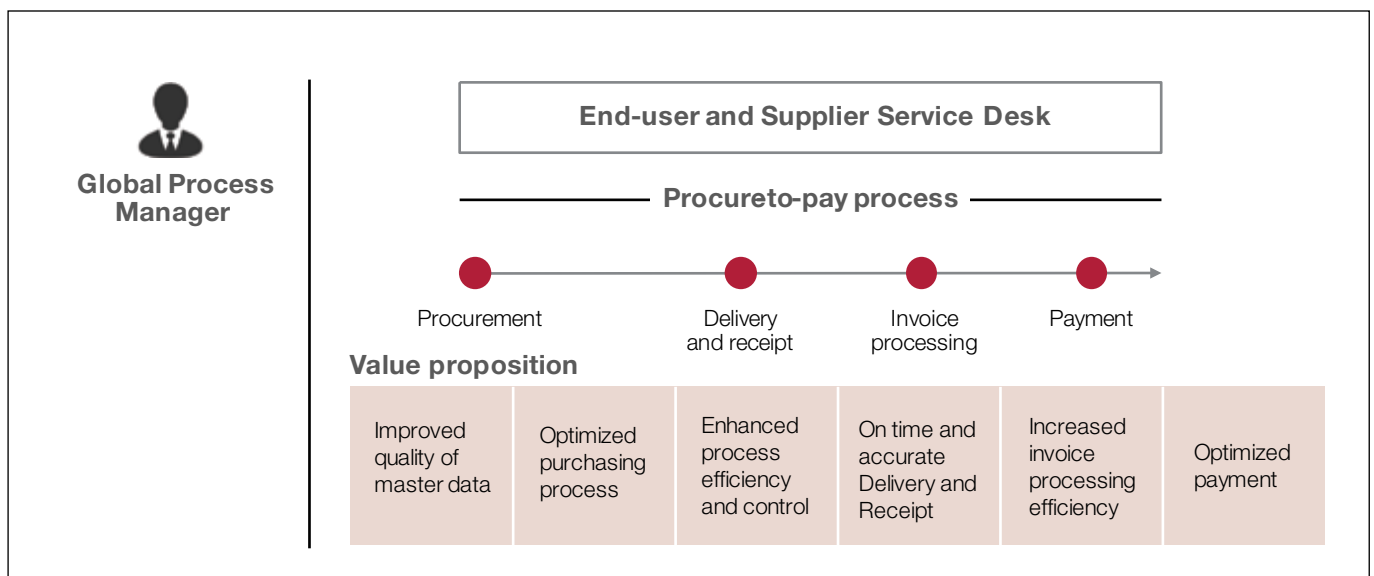 Global Process
Manager
End-user and Supplier Service Desk
Procureto-pay process
Procurement
Delivery
and receipt
Invoice
processing
Payment
Value proposition
Improved
quality of
master data
Optimized
purchasing
process
Enhanced
process
efficiency
and control
On time and
accurate
Delivery and
Receipt
Increased
invoice
processing
efficiency
Optimized
payment